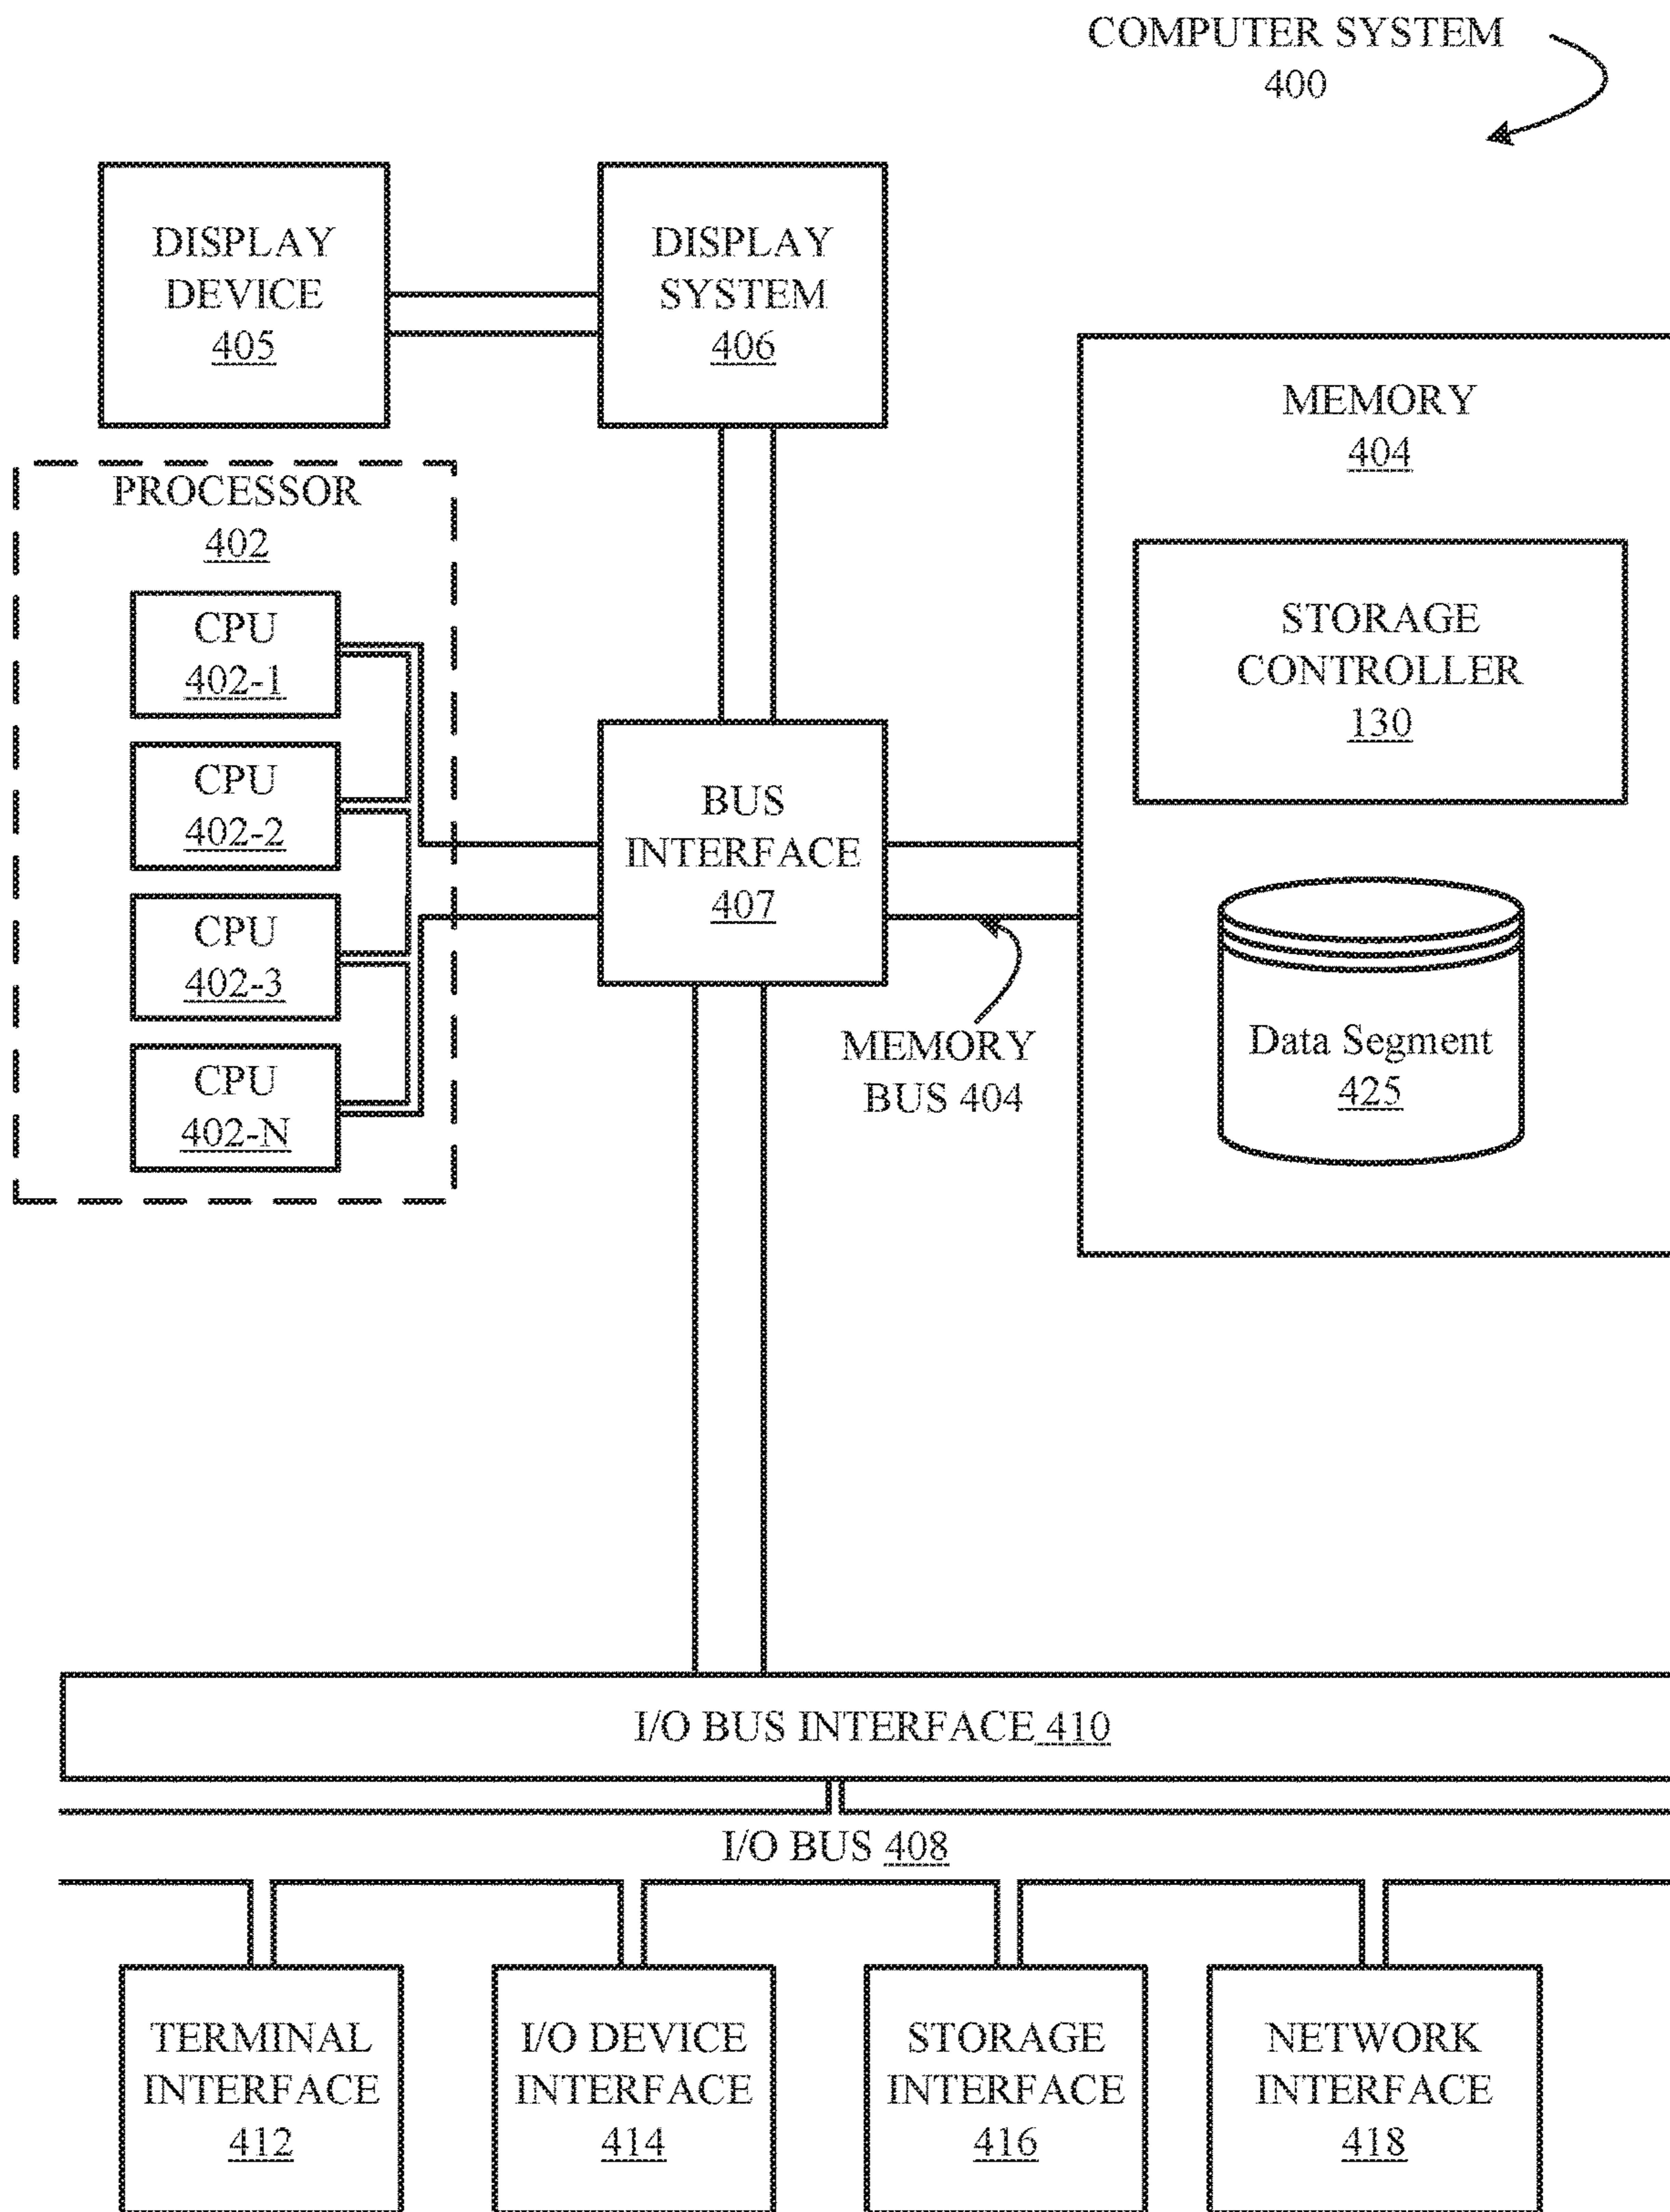 COMPUTER SYSTEM
400
DISPLAY
DEVICE
405
DISPLAY
SYSTEM
406
MEMORY
404
PROCESSOR
402
CPU
402-1
CPU
402-2
CPU
402-3
CPU
402-N
BUS
INTERFACE
407
STORAGE
CONTROLLER
130
MEMORY
BUS 404
Data Segment
425
I/O BUS INTERFACE 410
I/O BUS 408
TERMINAL
INTERFACE
412
I/O DEVICE
INTERFACE
414
STORAGE
INTERFACE
416
NETWORK
INTERFACE
418